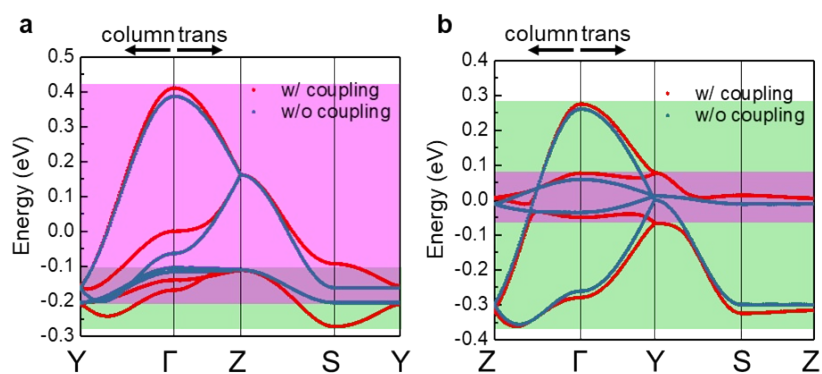 a
column trans
0.5
w/ coupling
w/o coupling
0.4
0.3
0.2
0.1
0.0
-0.1
-0.2
-0.3
Energy (eV)
Y Γ Z S Y
b
column trans
0.4
w/ coupling
w/o coupling
0.3
0.2
0.1
0.0
-0.1
-0.2
-0.3
-0.4
Energy (eV)
Z Γ Y S Z